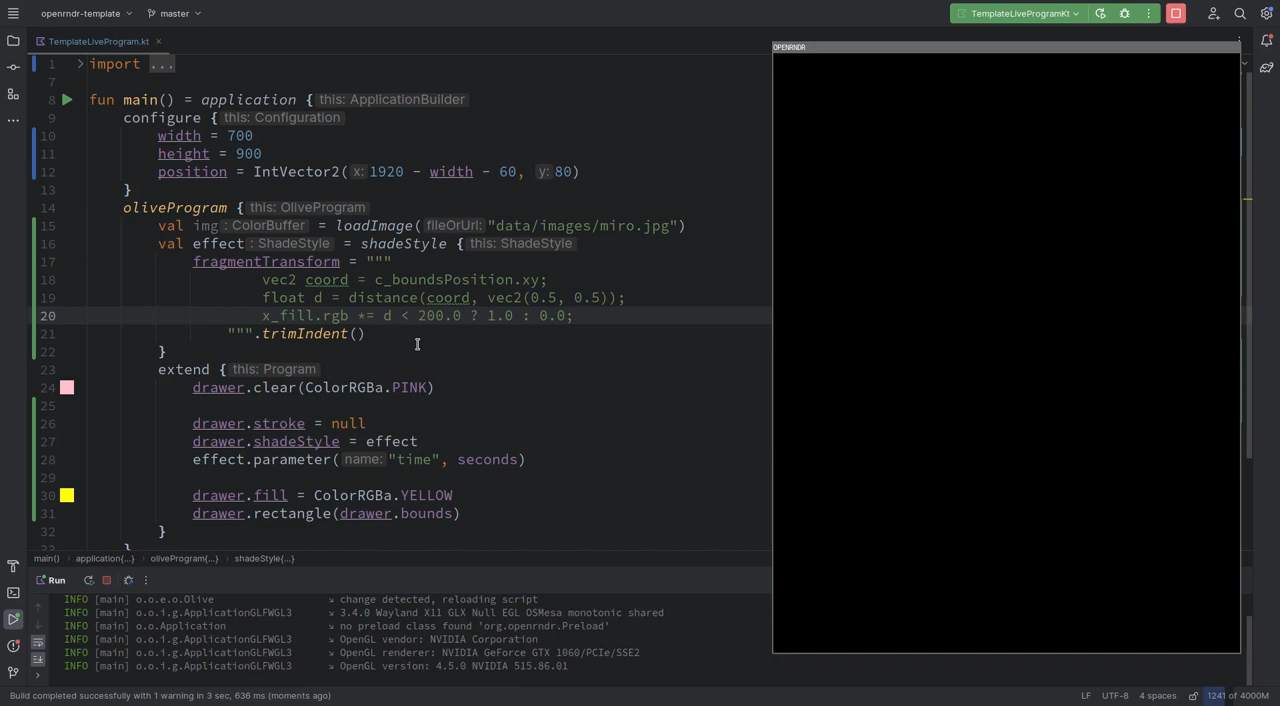 openrndr-template master TemplateLiveProgramKt
TemplateLiveProgram.kt
OPENRNDR
1 import ...
7
8 fun main() = application { this: ApplicationBuilder
9 configure { this: Configuration
10 width = 700
11 height = 900
12 position = IntVector2( x: 1920 - width - 60, y: 80)
13 }
14 oliveProgram { this: OliveProgram
15 val img : ColorBuffer = loadImage( fileOrUrl: "data/images/miro.jpg")
16 val effect : ShadeStyle = shadeStyle { this: ShadeStyle
17 fragmentTransform = """
18 vec2 coord = c_boundsPosition.xy;
19 float d = distance(coord, vec2(0.5, 0.5));
20 x_fill.rgb *= d < 200.0 ? 1.0 : 0.0;
21 """.trimIndent()
22 }
23 extend { this: Program
24 drawer.clear(ColorRGBa.PINK)
25
26 drawer.stroke = null
27 drawer.shadeStyle = effect
28 effect.parameter( name: "time", seconds)
29
30 drawer.fill = ColorRGBa.YELLOW
31 drawer.rectangle(drawer.bounds)
32 }
33 }
main() application{...} oliveProgram{...} shadeStyle{...}
Run
INFO [main] o.o.e.o.Olive ↘ change detected, reloading script
INFO [main] o.o.i.g.ApplicationGLFWGL3 ↘ 3.4.0 Wayland X11 GLX Null EGL OSMesa monotonic shared
INFO [main] o.o.Application ↘ no preload class found 'org.openrndr.Preload'
INFO [main] o.o.i.g.ApplicationGLFWGL3 ↘ OpenGL vendor: NVIDIA Corporation
INFO [main] o.o.i.g.ApplicationGLFWGL3 ↘ OpenGL renderer: NVIDIA GeForce GTX 1060/PCIe/SSE2
INFO [main] o.o.i.g.ApplicationGLFWGL3 ↘ OpenGL version: 4.5.0 NVIDIA 515.86.01
Build completed successfully with 1 warning in 3 sec, 636 ms (moments ago) LF UTF-8 4 spaces 1241 of 4000M